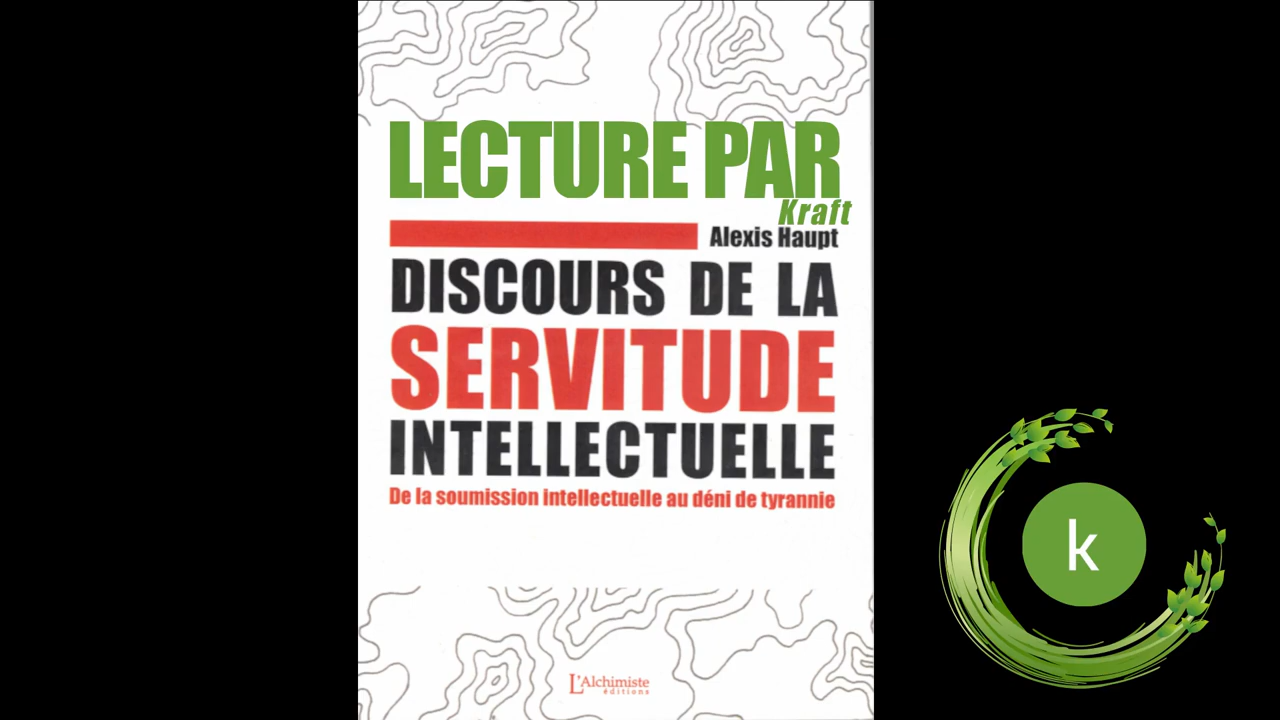 LECTURE PAR
Kraft
Alexis Haupt
DISCOURS DE LA
SERVITUDE
INTELLECTUELLE
De la soumission intellectuelle au déni de tyrannie
k
L'Alchimiste
éditions